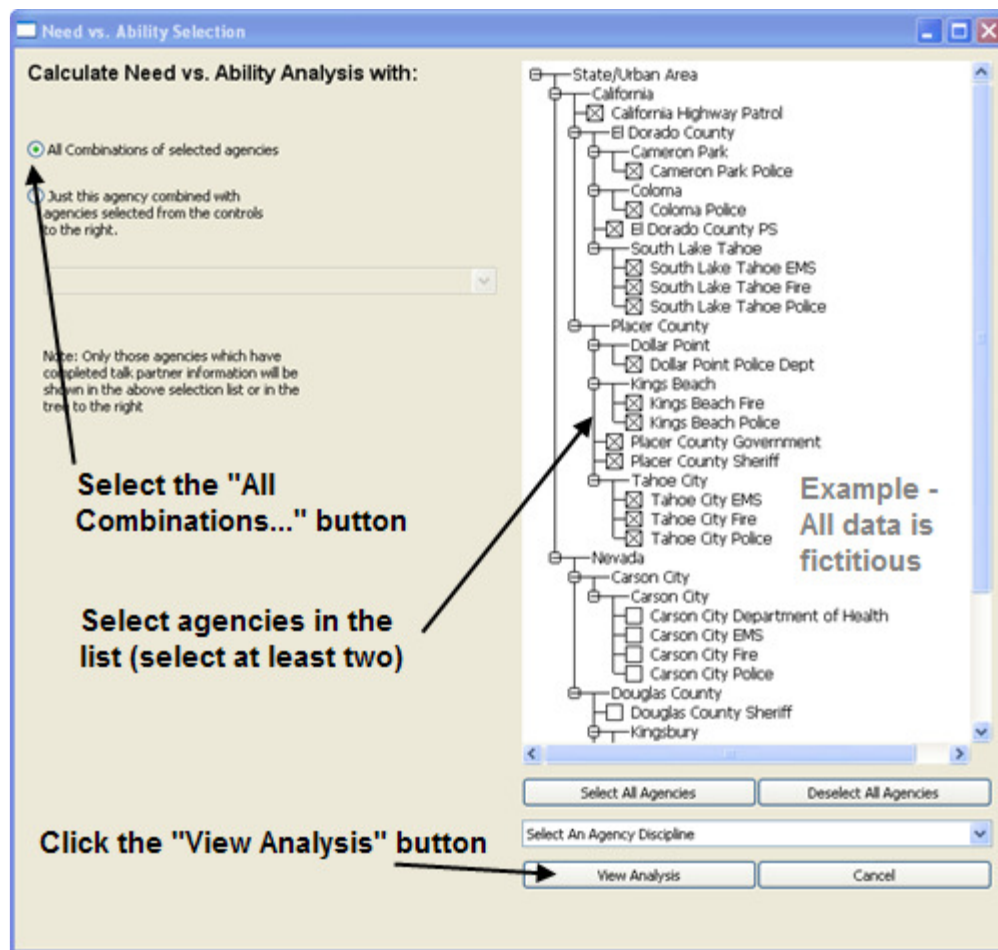 Need vs. Ability Selection
Calculate Need vs. Ability Analysis with:
All Combinations of selected agencies
Just this agency combined with
agencies selected from the controls
to the right.
Note: Only those agencies which have
completed talk partner information will be
shown in the above selection list or in the
tree to the right
Select the "All
Combinations..." button
Select agencies in the
list (select at least two)
Click the "View Analysis" button
State/Urban Area
California
California Highway Patrol
El Dorado County
Cameron Park
Cameron Park Police
Coloma
Coloma Police
El Dorado County PS
South Lake Tahoe
South Lake Tahoe EMS
South Lake Tahoe Fire
South Lake Tahoe Police
Placer County
Dollar Point
Dollar Point Police Dept
Kings Beach
Kings Beach Fire
Kings Beach Police
Placer County Government
Placer County Sheriff
Tahoe City
Tahoe City EMS
Tahoe City Fire
Tahoe City Police
Example -
All data is
fictitious
Nevada
Carson City
Carson City
Carson City Department of Health
Carson City EMS
Carson City Fire
Carson City Police
Douglas County
Douglas County Sheriff
Kingsbury
Select All Agencies
Deselect All Agencies
Select An Agency Discipline
View Analysis
Cancel